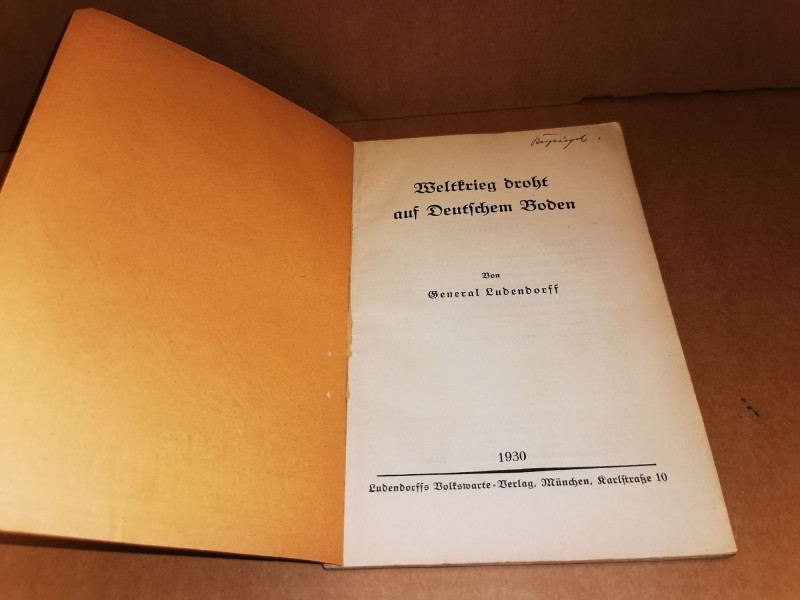 Weltkrieg droht
auf Deutschem Boden
Von
General Ludendorff
1930
Ludendorffs Volkswarte-Verlag, München, Karlstraße 10